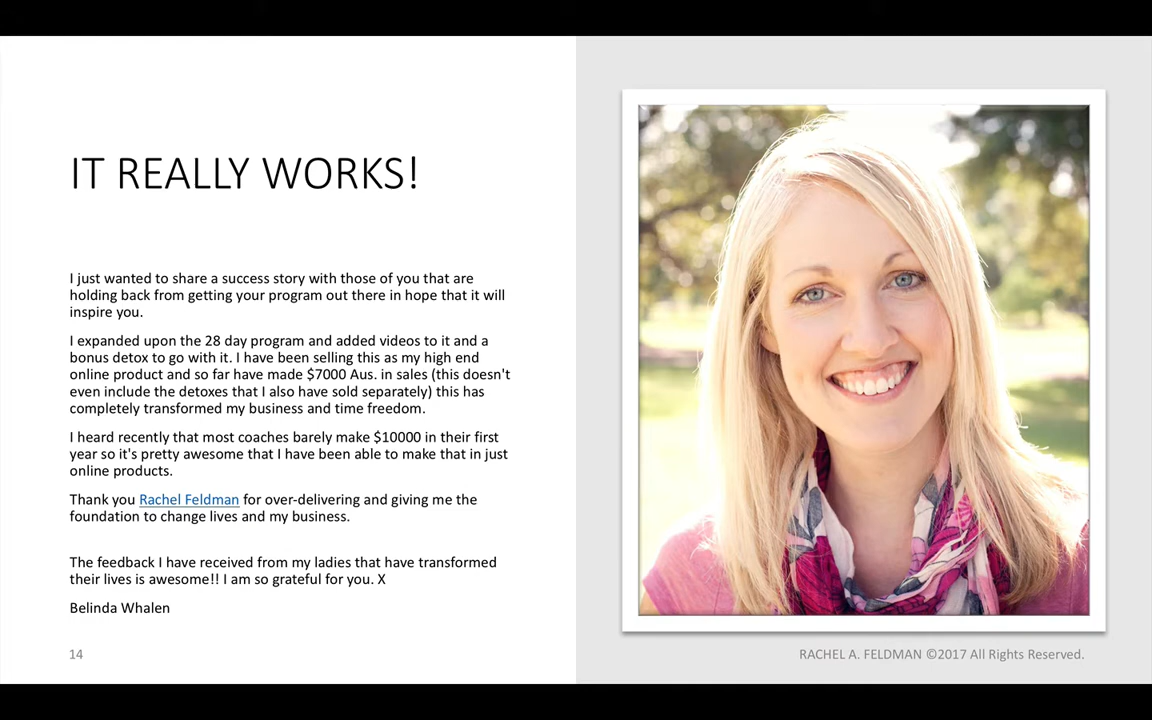 IT REALLY WORKS!
I just wanted to share a success story with those of you that are
holding back from getting your program out there in hope that it will
inspire you.
I expanded upon the 28 day program and added videos to it and a
bonus detox to go with it. I have been selling this as my high end
online product and so far have made $7000 Aus. in sales (this doesn't
even include the detoxes that I also have sold separately) this has
completely transformed my business and time freedom.
I heard recently that most coaches barely make $10000 in their first
year so it's pretty awesome that I have been able to make that in just
online products.
Thank you Rachel Feldman for over-delivering and giving me the
foundation to change lives and my business.
The feedback I have received from my ladies that have transformed
their lives is awesome!! I am so grateful for you. X
Belinda Whalen
14
RACHEL A. FELDMAN ©2017 All Rights Reserved.